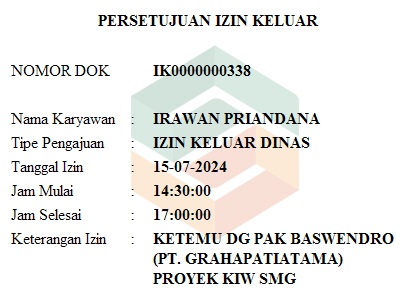 PERSETUJUAN IZIN KELUAR
NOMOR DOK IK0000000338
Nama Karyawan : IRAWAN PRIANDANA
Tipe Pengajuan : IZIN KELUAR DINAS
Tanggal Izin : 15-07-2024
Jam Mulai : 14:30:00
Jam Selesai : 17:00:00
Keterangan Izin : KETEMU DG PAK BASWENDRO
(PT. GRAHAPATIATAMA)
PROYEK KIW SMG